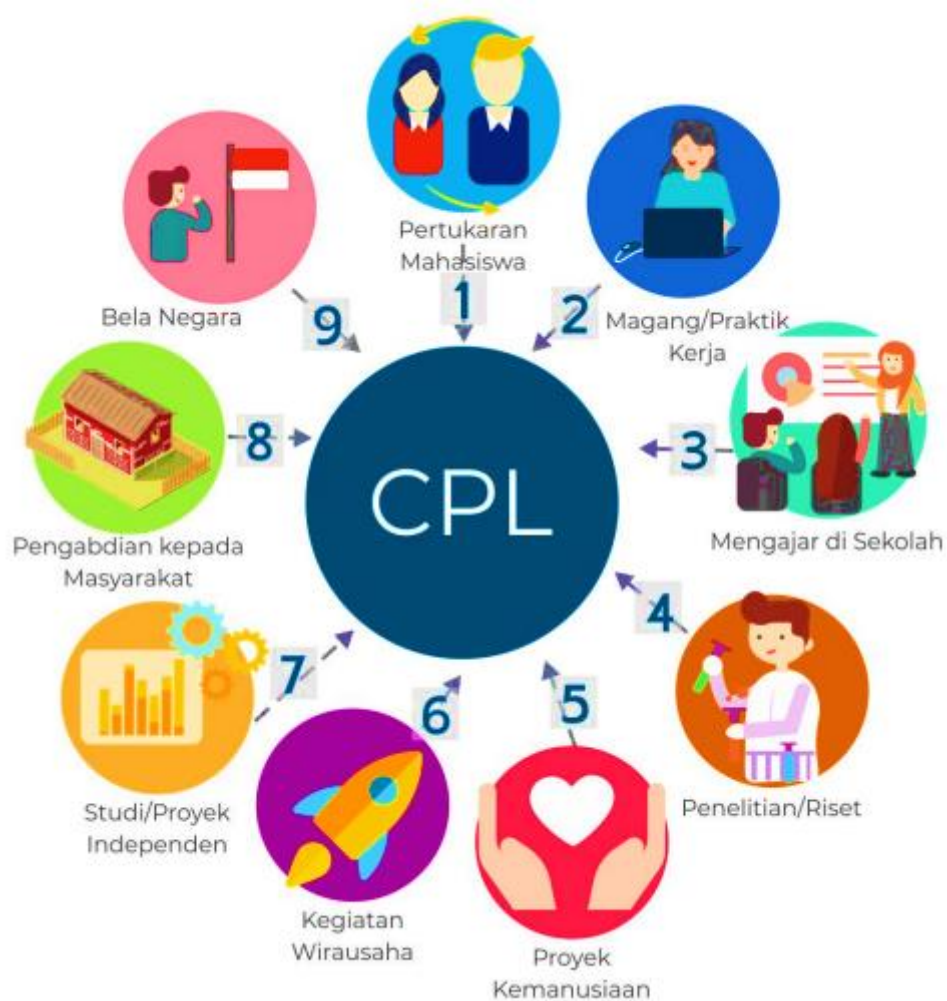 Pertukaran
Mahasiswa
1
2
Magang/Praktik
Kerja
3
Mengajar di Sekolah
4
Penelitian/Riset
5
Proyek
Kemanusiaan
6
Kegiatan
Wirausaha
7
Studi/Proyek
Independen
8
Pengabdian kepada
Masyarakat
9
Bela Negara
CPL